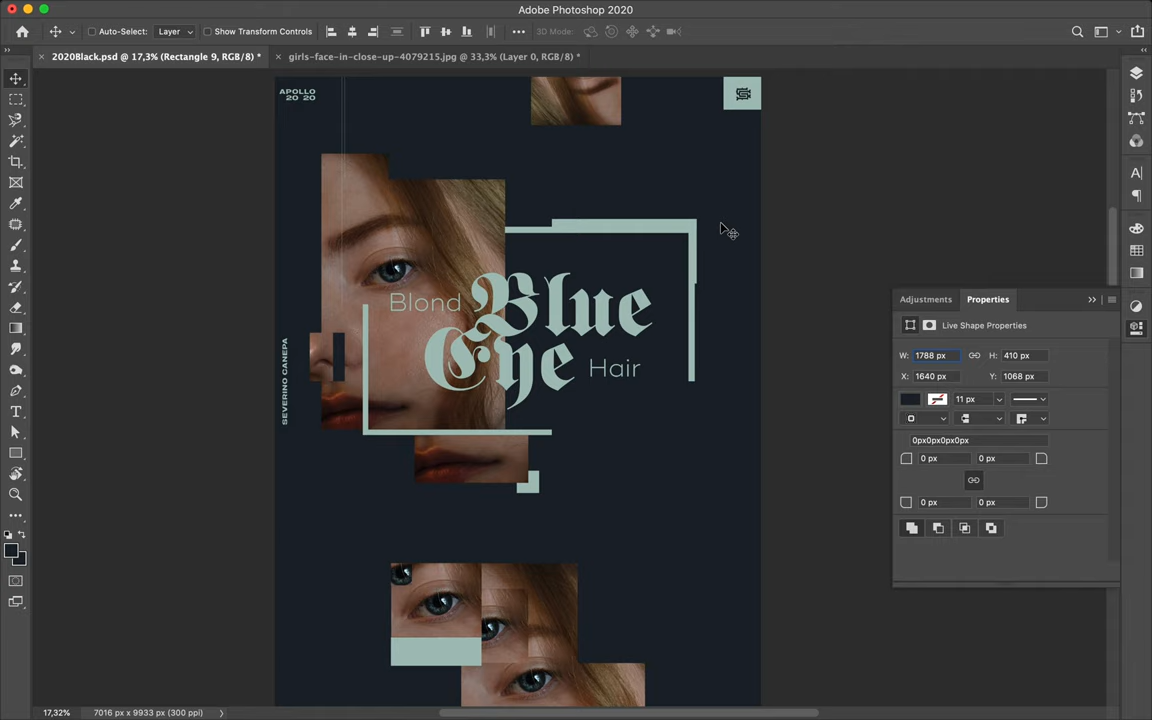 Adobe Photoshop 2020
Auto-Select: Layer Show Transform Controls 3D Mode:
2020Black.psd @ 17,3% (Rectangle 9, RGB/8) *
girls-face-in-close-up-4079215.jpg @ 33,3% (Layer 0, RGB/8) *
APOLLO
20 20
Blond Blue
Eye Hair
SEVERINO CANEPA
Adjustments Properties
Live Shape Properties
W: 1788 px H: 410 px
X: 1640 px Y: 1068 px
11 px
0px0px0px0px
0 px 0 px
0 px 0 px
17,32% 7016 px x 9933 px (300 ppi)